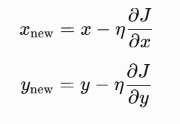 x_new = x − η ∂J/∂x
y_new = y − η ∂J/∂y